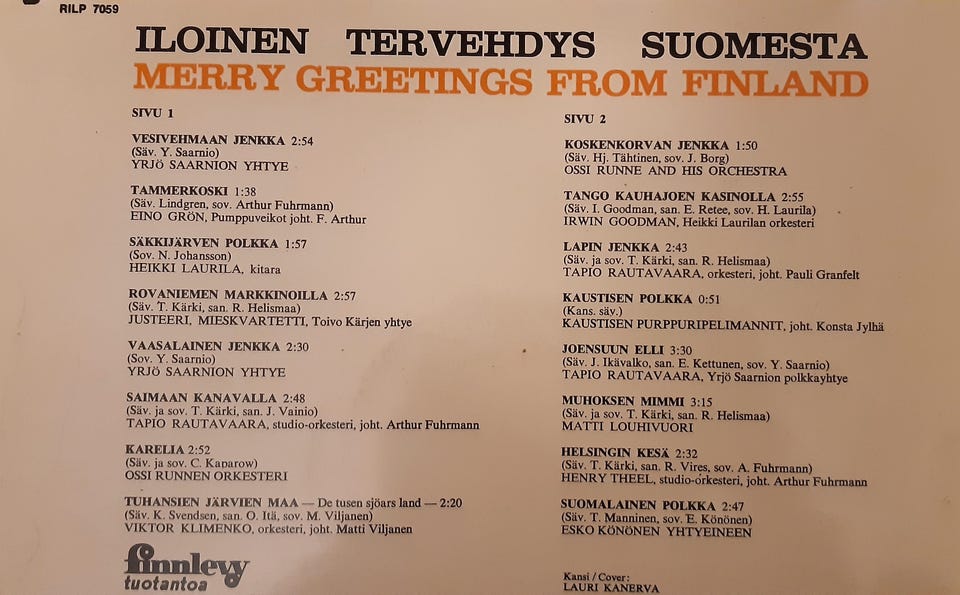 RILP 7059
ILOINEN TERVEHDYS SUOMESTA
MERRY GREETINGS FROM FINLAND
SIVU 1
VESIVEHMAAN JENKKA 2:54
(Säv. Y. Saarnio)
YRJÖ SAARNION YHTYE
TAMMERKOSKI 1:38
(Säv. Lindgren, sov. Arthur Fuhrmann)
EINO GRÖN, Pumppuveikot joht. F. Arthur
SÄKKIJÄRVEN POLKKA 1:57
(Sov. N. Johansson)
HEIKKI LAURILA, kitara
ROVANIEMEN MARKKINOILLA 2:57
(Säv. T. Kärki, san. R. Helismaa)
JUSTEERI, MIESKVARTETTI, Toivo Kärjen yhtye
VAASALAINEN JENKKA 2:30
(Sov. Y. Saarnio)
YRJÖ SAARNION YHTYE
SAIMAAN KANAVALLA 2:48
(Säv. ja sov. T. Kärki, san. J. Vainio)
TAPIO RAUTAVAARA, studio-orkesteri, joht. Arthur Fuhrmann
KARELIA 2:52
(Säv. ja sov. C. Kaparow)
OSSI RUNNEN ORKESTERI
TUHANSIEN JÄRVIEN MAA — De tusen sjöars land — 2:20
(Säv. K. Svendsen, san. O. Itä, sov. M. Viljanen)
VIKTOR KLIMENKO, orkesteri, joht. Matti Viljanen
finnlevy
tuotantoa
SIVU 2
KOSKENKORVAN JENKKA 1:50
(Säv. Hj. Tähtinen, sov. J. Borg)
OSSI RUNNE AND HIS ORCHESTRA
TANGO KAUHAJOEN KASINOLLA 2:55
(Säv. I. Goodman, san. E. Retee, sov. H. Laurila)
IRWIN GOODMAN, Heikki Laurilan orkesteri
LAPIN JENKKA 2:43
(Säv. ja sov. T. Kärki, san. R. Helismaa)
TAPIO RAUTAVAARA, orkesteri, joht. Pauli Granfelt
KAUSTISEN POLKKA 0:51
(Kans. säv.)
KAUSTISEN PURPPURIPELIMANNIT, joht. Konsta Jylhä
JOENSUUN ELLI 3:30
(Säv. J. Ikävalko, san. E. Kettunen, sov. Y. Saarnio)
TAPIO RAUTAVAARA, Yrjö Saarnion polkkayhtye
MUHOKSEN MIMMI 3:15
(Säv. ja sov. T. Kärki, san. R. Helismaa)
MATTI LOUHIVUORI
HELSINGIN KESÄ 2:32
(Säv. T. Kärki, san. R. Vires, sov. A. Fuhrmann)
HENRY THEEL, studio-orkesteri, joht. Arthur Fuhrmann
SUOMALAINEN POLKKA 2:47
(Säv. T. Manninen, sov. E. Könönen)
ESKO KÖNÖNEN YHTYEINEEN
Kansi / Cover:
LAURI KANERVA